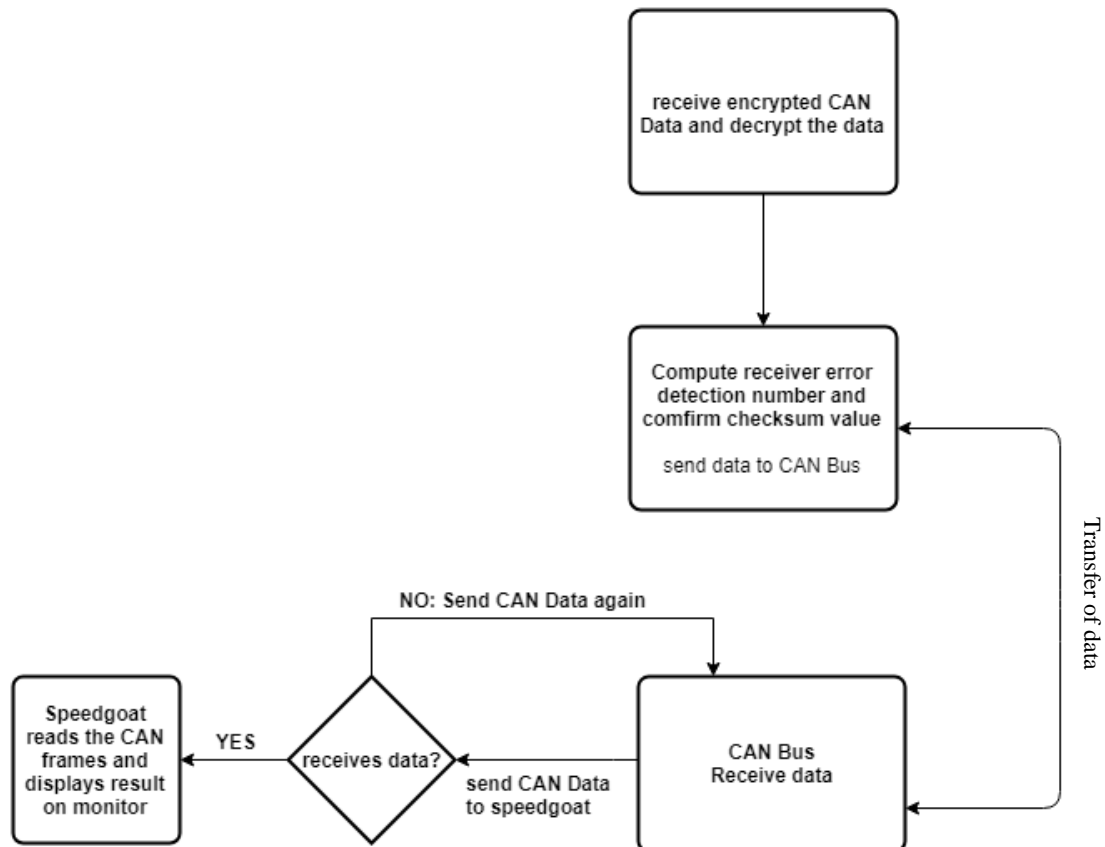 receive encrypted CAN
Data and decrypt the data
Compute receiver error
detection number and
comfirm checksum value
send data to CAN Bus
Transfer of data
NO: Send CAN Data again
Speedgoat
reads the CAN
frames and
displays result
on monitor
YES
receives data?
send CAN Data
to speedgoat
CAN Bus
Receive data